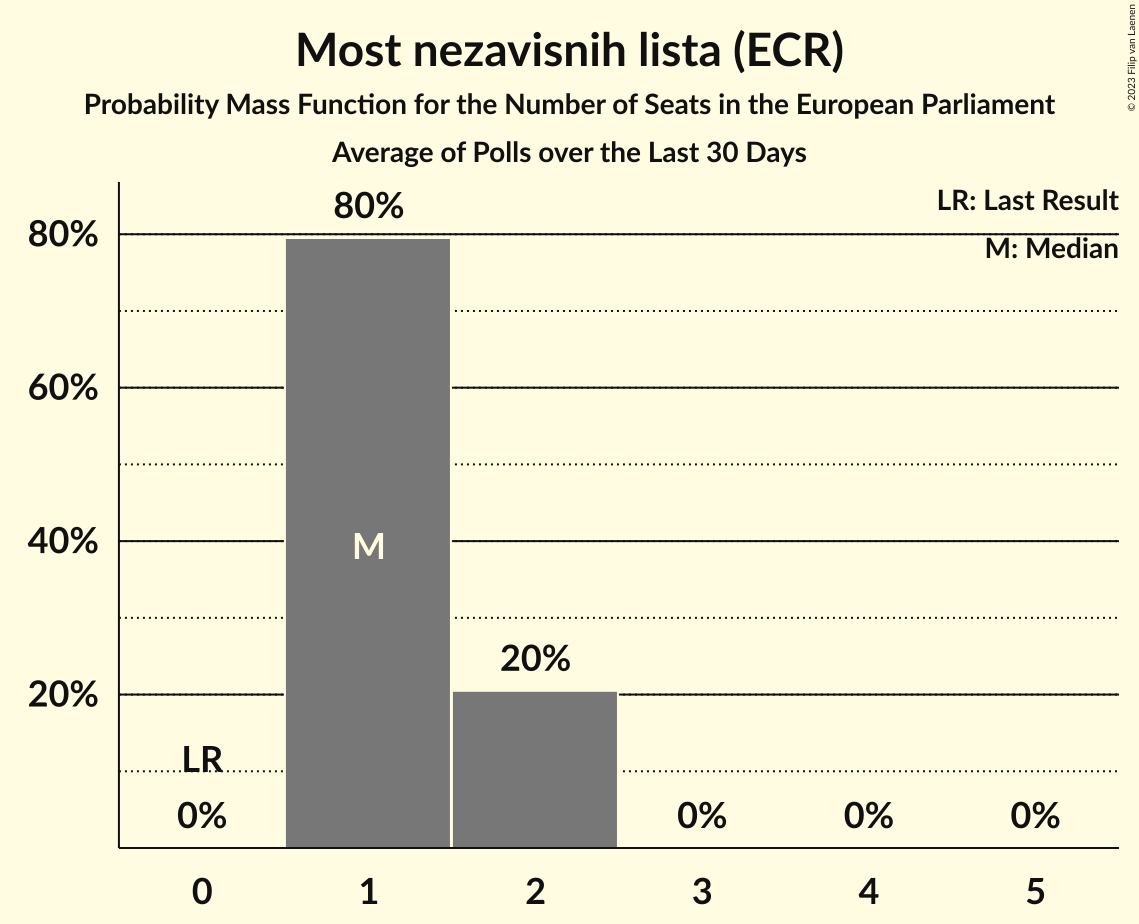 Most nezavisnih lista (ECR)
Probability Mass Function for the Number of Seats in the European Parliament
Average of Polls over the Last 30 Days
© 2023 Filip van Laenen
LR: Last Result
M: Median
80%
80%
60%
40%
M
20%
20%
LR
0%
0%
0%
0%
0
1
2
3
4
5